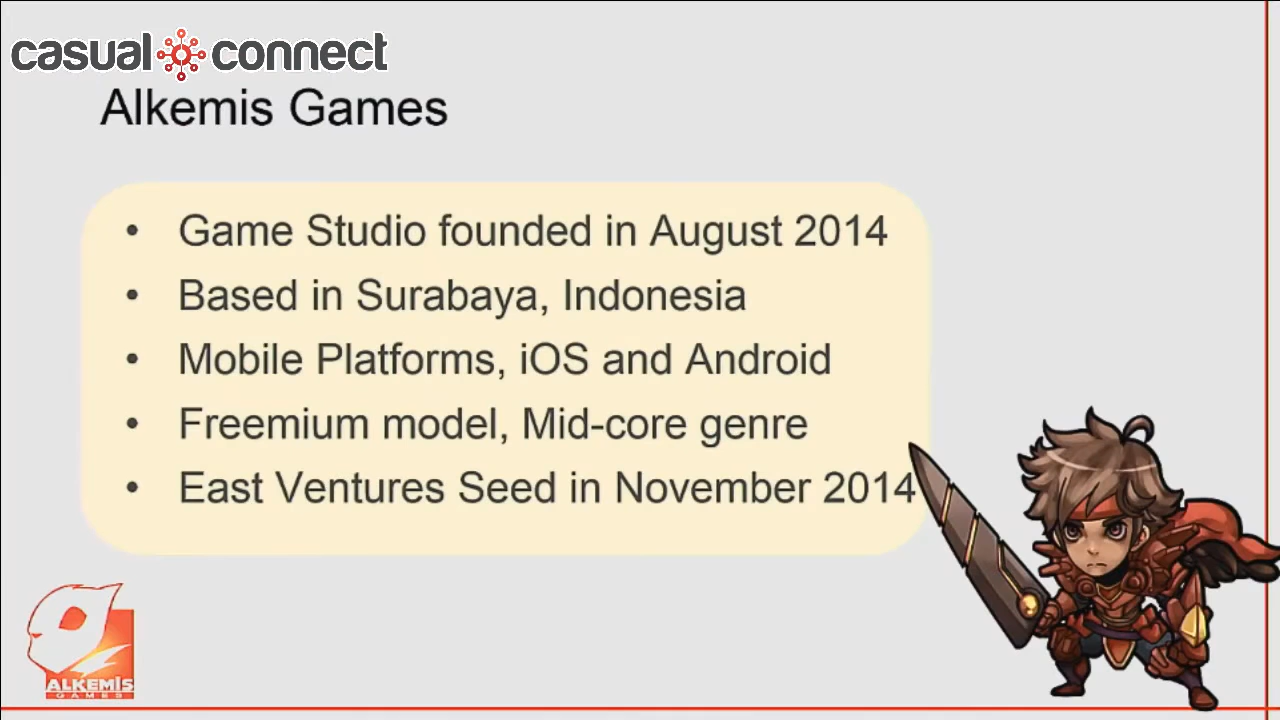 casual connect
Alkemis Games
• Game Studio founded in August 2014
• Based in Surabaya, Indonesia
• Mobile Platforms, iOS and Android
• Freemium model, Mid-core genre
• East Ventures Seed in November 2014
ALKEMIS
GAMES